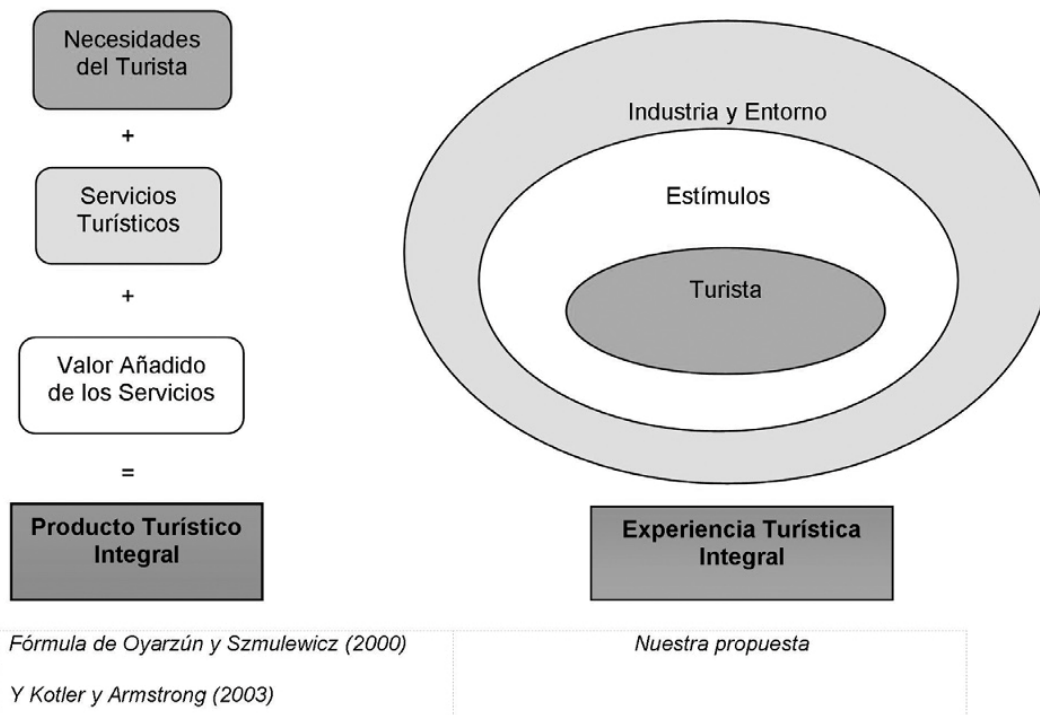 Necesidades
del Turista
+
Servicios
Turísticos
+
Valor Añadido
de los Servicios
=
Producto Turístico
Integral
Industria y Entorno
Estímulos
Turista
Experiencia Turística
Integral
Fórmula de Oyarzún y Szmulewicz (2000)
Y Kotler y Armstrong (2003)
Nuestra propuesta